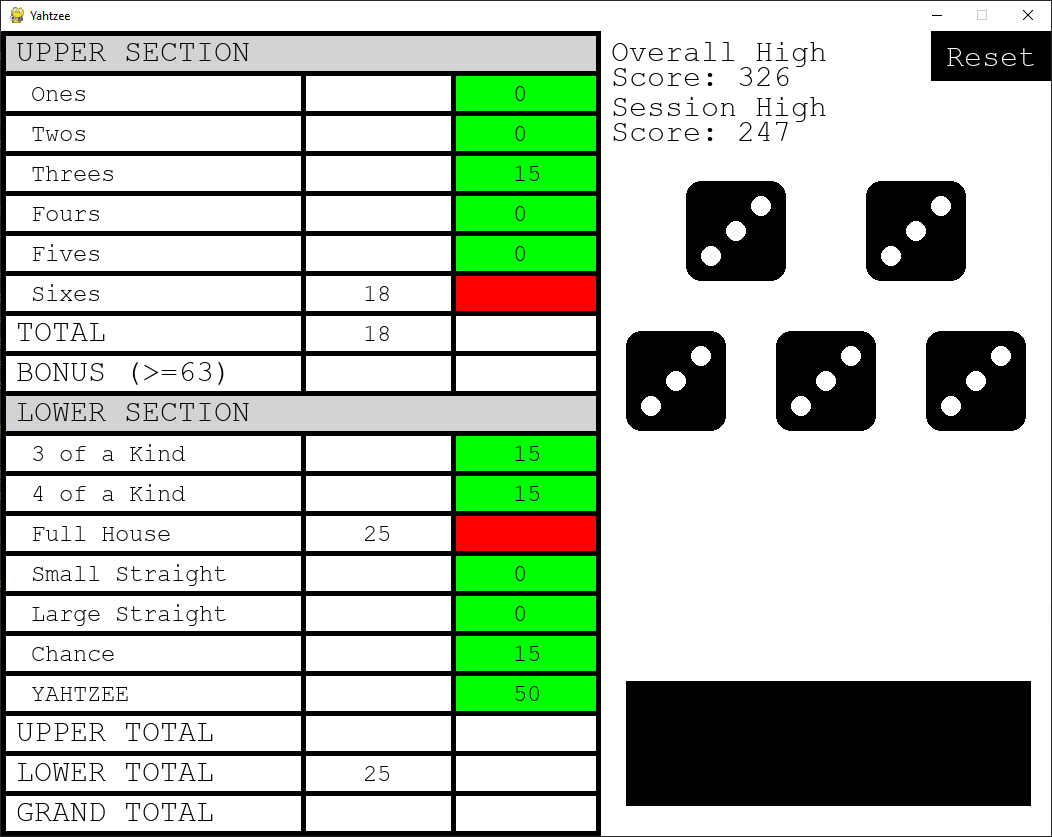 Yahtzee
UPPER SECTION
Ones 0
Twos 0
Threes 15
Fours 0
Fives 0
Sixes 18
TOTAL 18
BONUS (>=63)
LOWER SECTION
3 of a Kind 15
4 of a Kind 15
Full House 25
Small Straight 0
Large Straight 0
Chance 15
YAHTZEE 50
UPPER TOTAL
LOWER TOTAL 25
GRAND TOTAL
Overall High
Score: 326
Session High
Score: 247
Reset